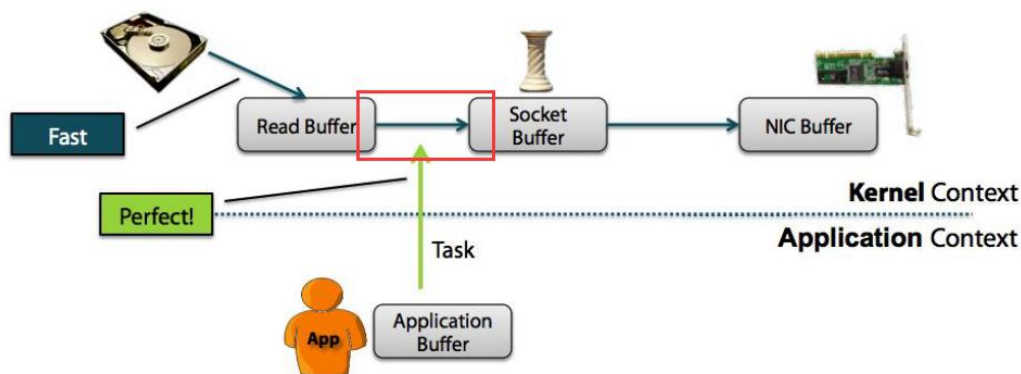 Fast
Read Buffer
Socket
Buffer
NIC Buffer
Kernel Context
Perfect!
Application Context
Task
App
Application
Buffer